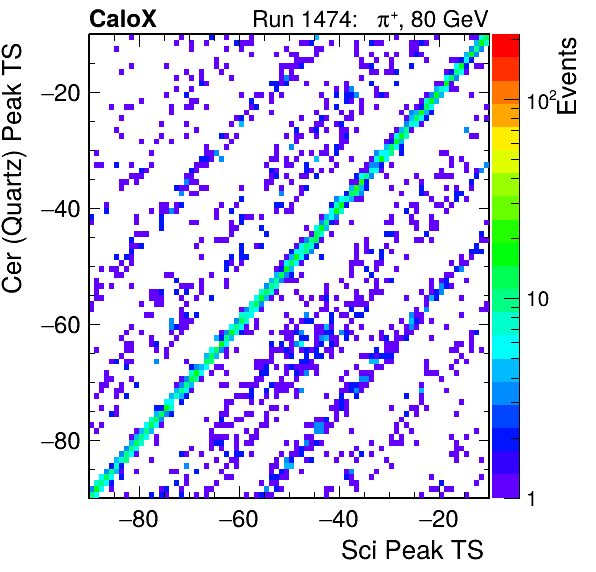 CaloX Run 1474: π⁺, 80 GeV
Cer (Quartz) Peak TS
−20
−40
−60
−80
−80 −60 −40 −20
Sci Peak TS
Events
10²
10
1